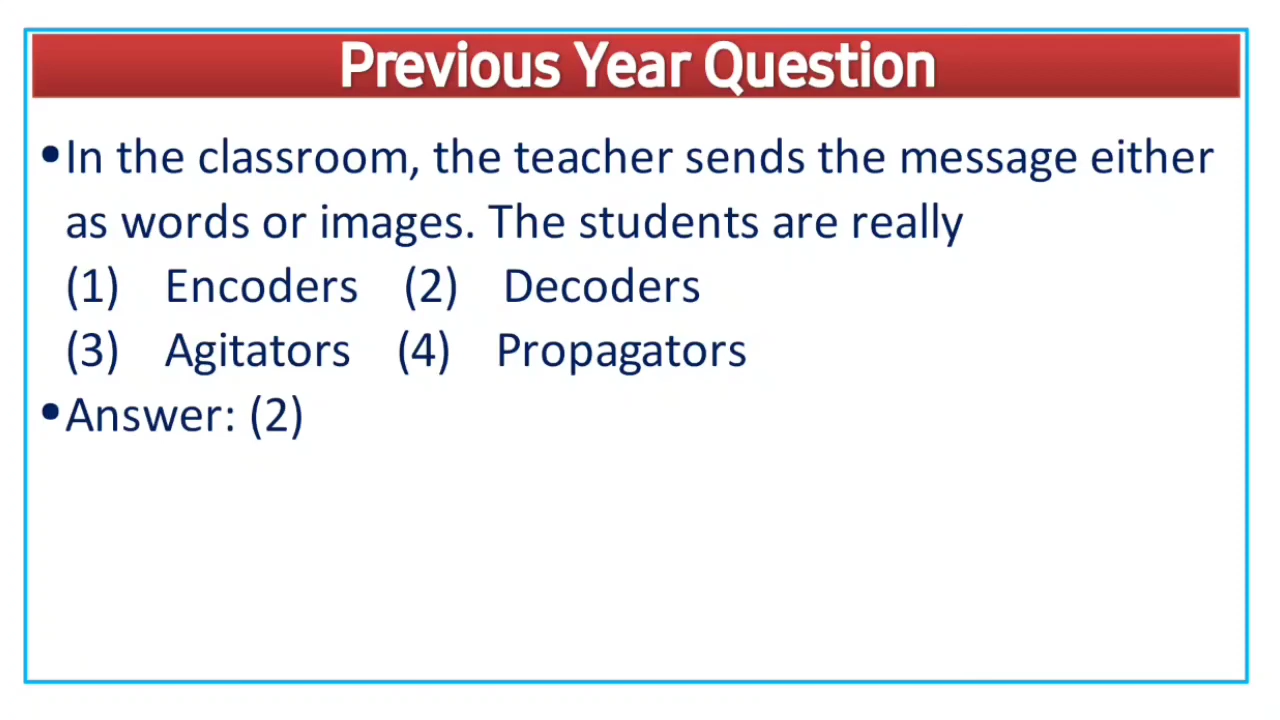 Previous Year Question
•In the classroom, the teacher sends the message either
as words or images. The students are really
(1) Encoders (2) Decoders
(3) Agitators (4) Propagators
•Answer: (2)